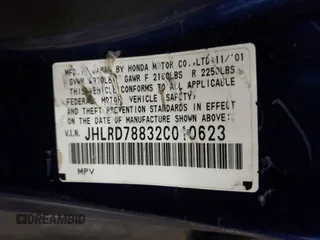 MFD. IN JAPAN BY HONDA MOTOR CO.,LTD 11/'01
GVWR LBS GAWR F 2160LBS R 2250LBS
THIS VEHICLE CONFORMS TO ALL APPLICABLE
FEDERAL MOTOR VEHICLE SAFETY
AND THEFT PREVENTION STANDARDS IN EFFECT
ON THE DATE OF MANUFACTURE SHOWN ABOVE.
V.I.N. JHLRD78832C010623
MPV
DREAMBID